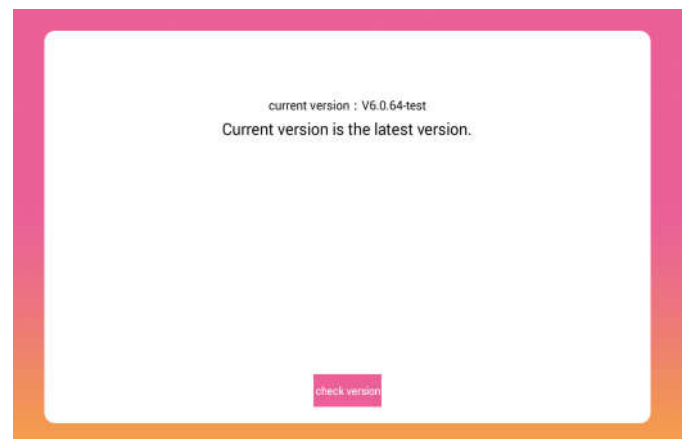 current version：V6.0.64-test
Current version is the latest version.
check version